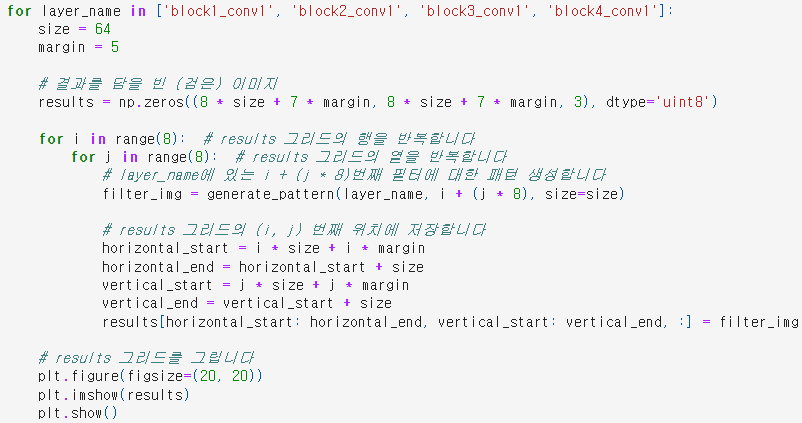 for layer_name in ['block1_conv1', 'block2_conv1', 'block3_conv1', 'block4_conv1']:
    size = 64
    margin = 5

    # 결과를 담을 빈 (검은) 이미지
    results = np.zeros((8 * size + 7 * margin, 8 * size + 7 * margin, 3), dtype='uint8')

    for i in range(8):  # results 그리드의 행을 반복합니다
        for j in range(8):  # results 그리드의 열을 반복합니다
            # layer_name에 있는 i + (j * 8)번째 필터에 대한 패턴 생성합니다
            filter_img = generate_pattern(layer_name, i + (j * 8), size=size)

            # results 그리드의 (i, j) 번째 위치에 저장합니다
            horizontal_start = i * size + i * margin
            horizontal_end = horizontal_start + size
            vertical_start = j * size + j * margin
            vertical_end = vertical_start + size
            results[horizontal_start: horizontal_end, vertical_start: vertical_end, :] = filter_img

    # results 그리드를 그립니다
    plt.figure(figsize=(20, 20))
    plt.imshow(results)
    plt.show()